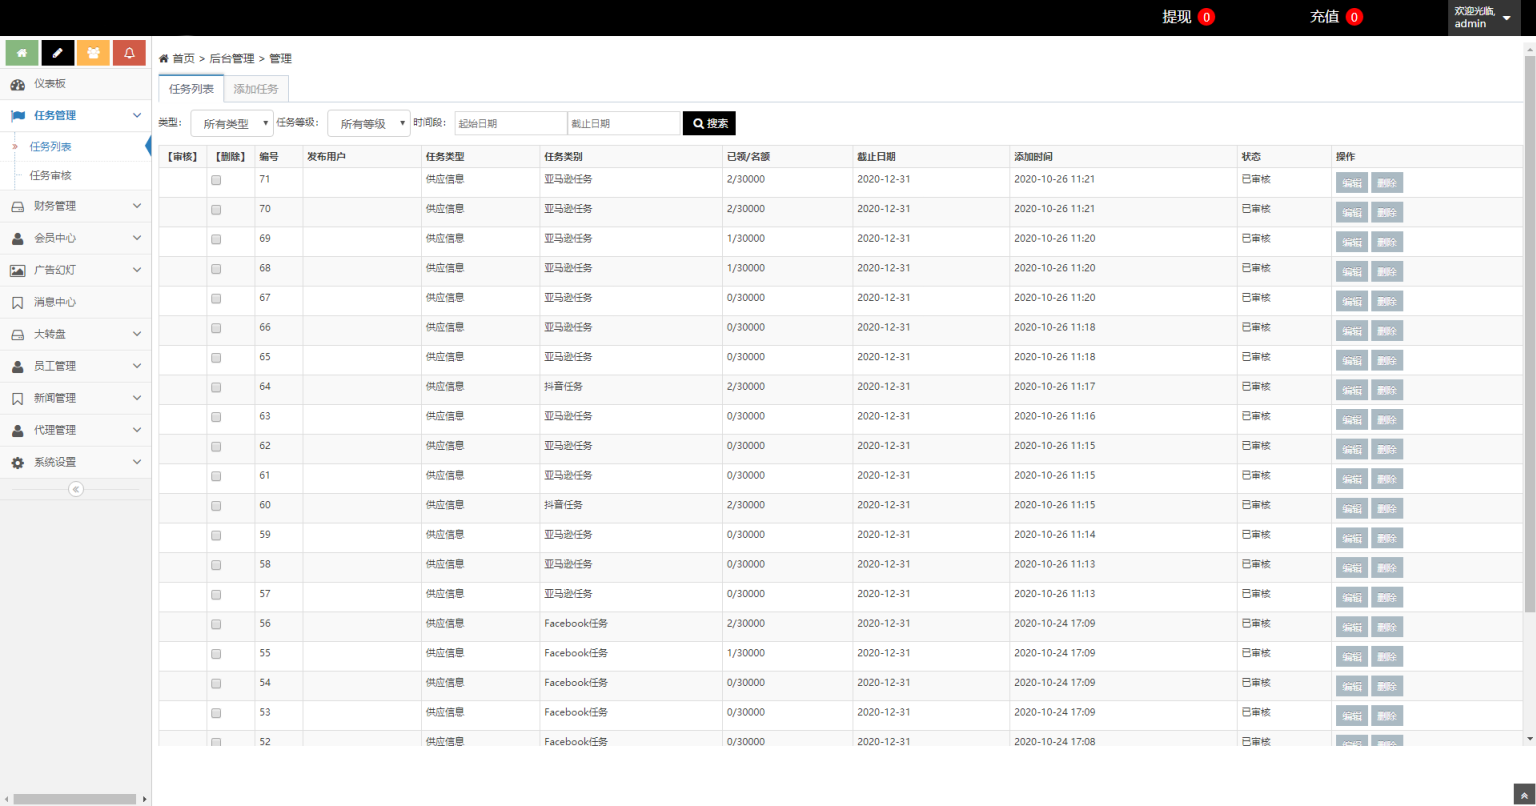 提现 0 充值 0 欢迎光临,
admin
首页 > 后台管理 > 管理
仪表板
任务管理
任务列表
任务审核
财务管理
会员中心
广告幻灯
消息中心
大转盘
员工管理
新闻管理
代理管理
系统设置
任务列表 添加任务
类型: 所有类型 任务等级: 所有等级 时间段: 起始日期 截止日期 搜索
【审核】 【删除】 编号 发布用户 任务类型 任务类别 已领/名额 截止日期 添加时间 状态 操作
71 供应信息 亚马逊任务 2/30000 2020-12-31 2020-10-26 11:21 已审核 编辑 删除
70 供应信息 亚马逊任务 2/30000 2020-12-31 2020-10-26 11:21 已审核 编辑 删除
69 供应信息 亚马逊任务 1/30000 2020-12-31 2020-10-26 11:20 已审核 编辑 删除
68 供应信息 亚马逊任务 1/30000 2020-12-31 2020-10-26 11:20 已审核 编辑 删除
67 供应信息 亚马逊任务 0/30000 2020-12-31 2020-10-26 11:20 已审核 编辑 删除
66 供应信息 亚马逊任务 0/30000 2020-12-31 2020-10-26 11:18 已审核 编辑 删除
65 供应信息 亚马逊任务 0/30000 2020-12-31 2020-10-26 11:18 已审核 编辑 删除
64 供应信息 抖音任务 2/30000 2020-12-31 2020-10-26 11:17 已审核 编辑 删除
63 供应信息 亚马逊任务 0/30000 2020-12-31 2020-10-26 11:16 已审核 编辑 删除
62 供应信息 亚马逊任务 0/30000 2020-12-31 2020-10-26 11:15 已审核 编辑 删除
61 供应信息 亚马逊任务 0/30000 2020-12-31 2020-10-26 11:15 已审核 编辑 删除
60 供应信息 抖音任务 2/30000 2020-12-31 2020-10-26 11:15 已审核 编辑 删除
59 供应信息 亚马逊任务 0/30000 2020-12-31 2020-10-26 11:14 已审核 编辑 删除
58 供应信息 亚马逊任务 0/30000 2020-12-31 2020-10-26 11:13 已审核 编辑 删除
57 供应信息 亚马逊任务 0/30000 2020-12-31 2020-10-26 11:13 已审核 编辑 删除
56 供应信息 Facebook任务 2/30000 2020-12-31 2020-10-24 17:09 已审核 编辑 删除
55 供应信息 Facebook任务 1/30000 2020-12-31 2020-10-24 17:09 已审核 编辑 删除
54 供应信息 Facebook任务 0/30000 2020-12-31 2020-10-24 17:09 已审核 编辑 删除
53 供应信息 Facebook任务 0/30000 2020-12-31 2020-10-24 17:09 已审核 编辑 删除
52 供应信息 Facebook任务 0/30000 2020-12-31 2020-10-24 17:08 已审核